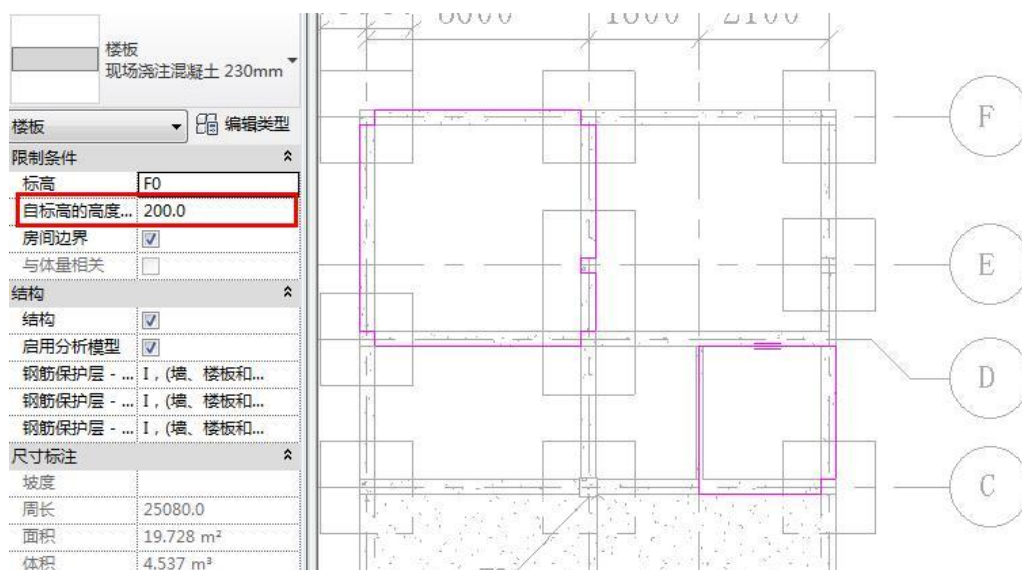 楼板
现场浇注混凝土 230mm
楼板
编辑类型
限制条件
标高 F0
自标高的高度... 200.0
房间边界
与体量相关
结构
结构
启用分析模型
钢筋保护层 - ... I，(墙、楼板和...
钢筋保护层 - ... I，(墙、楼板和...
钢筋保护层 - ... I，(墙、楼板和...
尺寸标注
坡度
周长 25080.0
面积 19.728 m²
体积 4.537 m³
1800 2100
F
E
D
C